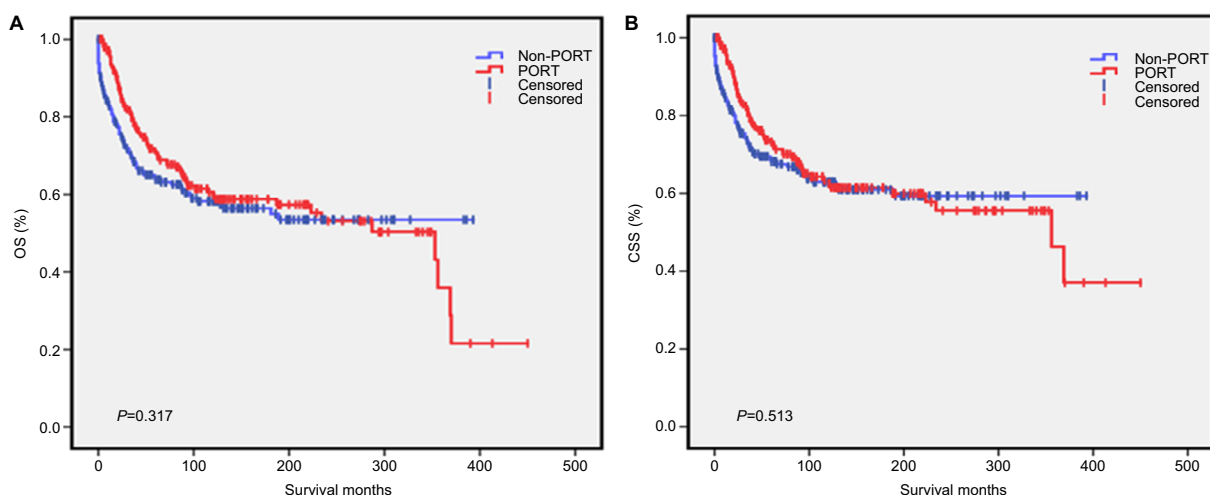 A
OS (%)
1.0
0.8
0.6
0.4
0.2
0.0
Non-PORT
PORT
Censored
Censored
P=0.317
0 100 200 300 400 500
Survival months
B
CSS (%)
1.0
0.8
0.6
0.4
0.2
0.0
Non-PORT
PORT
Censored
Censored
P=0.513
0 100 200 300 400 500
Survival months